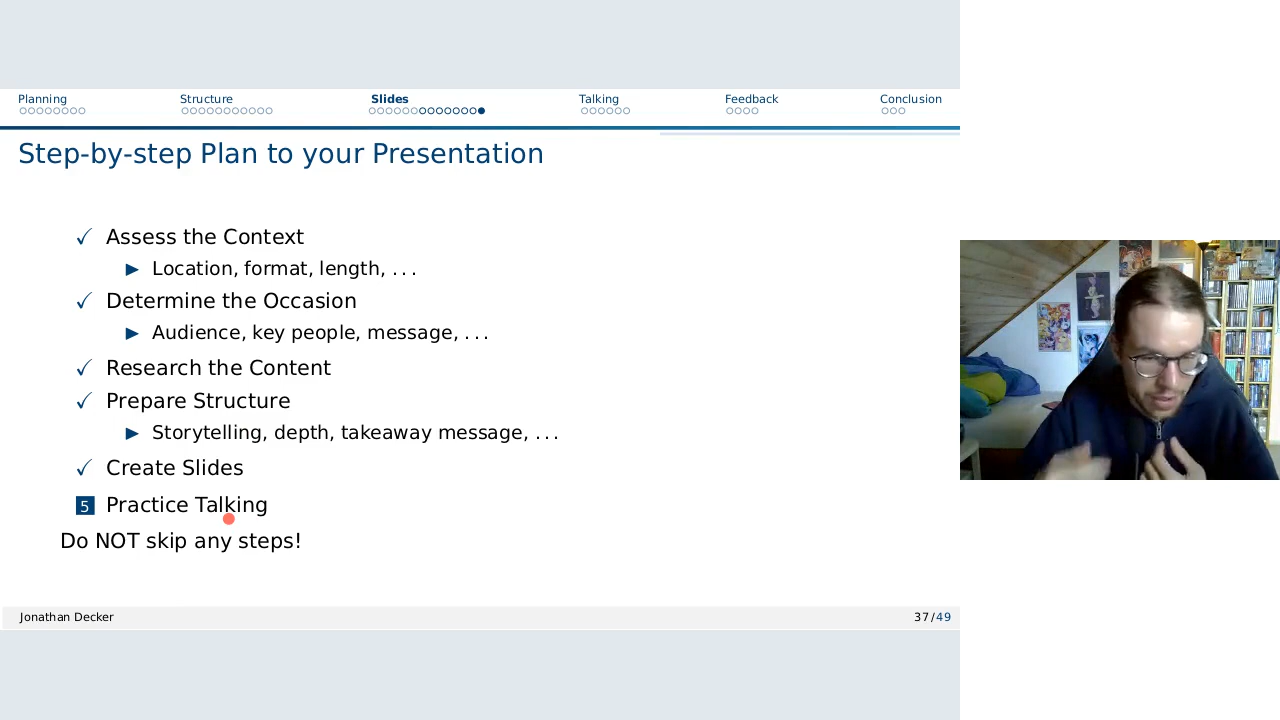 Planning Structure Slides Talking Feedback Conclusion
Step-by-step Plan to your Presentation
✓ Assess the Context
▶ Location, format, length, . . .
✓ Determine the Occasion
▶ Audience, key people, message, . . .
✓ Research the Content
✓ Prepare Structure
▶ Storytelling, depth, takeaway message, . . .
✓ Create Slides
5 Practice Talking
Do NOT skip any steps!
Jonathan Decker 37/49